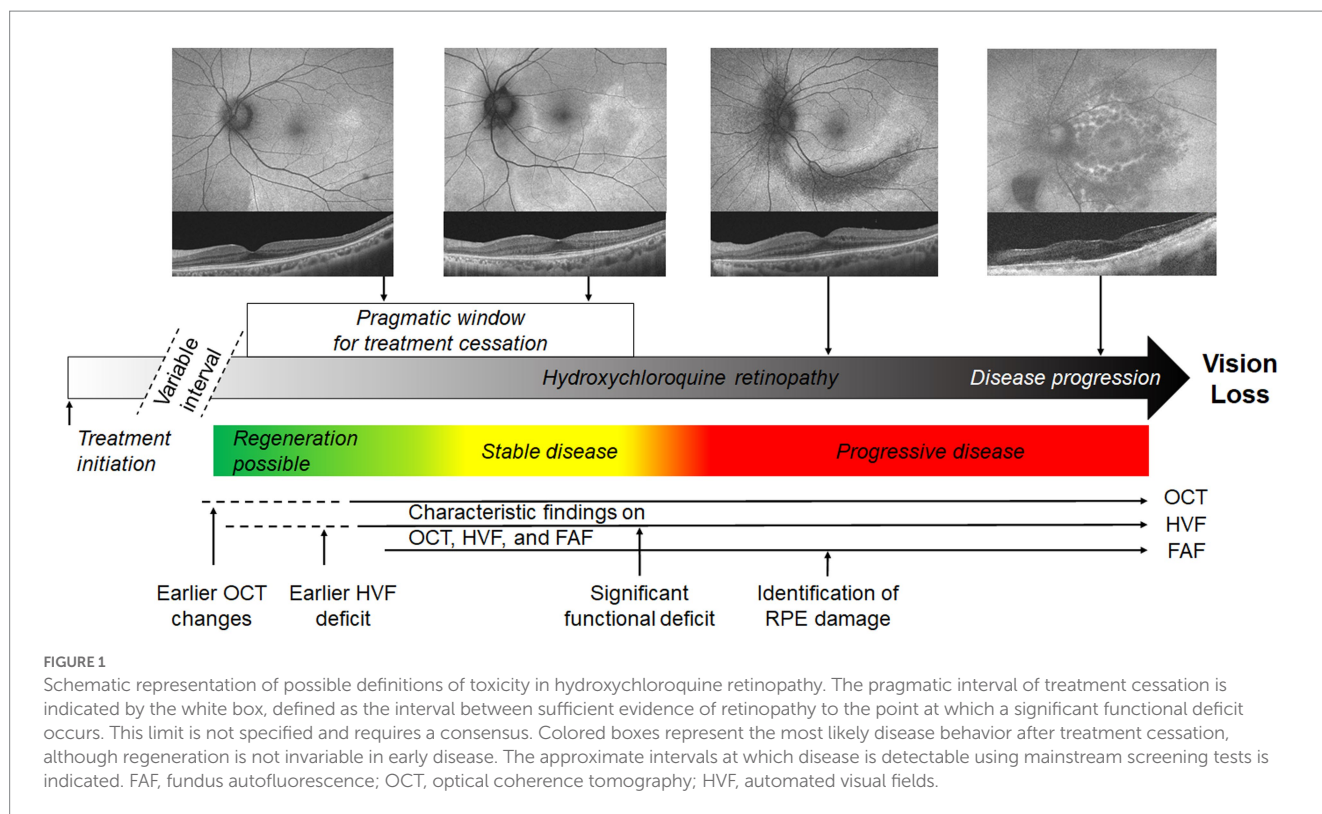 Pragmatic window
for treatment cessation
Variable
interval
Hydroxychloroquine retinopathy
Disease progression
Vision
Loss
Treatment
initiation
Regeneration
possible
Stable disease
Progressive disease
OCT
Characteristic findings on
HVF
OCT, HVF, and FAF
FAF
Earlier OCT
changes
Earlier HVF
deficit
Significant
functional deficit
Identification of
RPE damage
FIGURE 1
Schematic representation of possible definitions of toxicity in hydroxychloroquine retinopathy. The pragmatic interval of treatment cessation is
indicated by the white box, defined as the interval between sufficient evidence of retinopathy to the point at which a significant functional deficit
occurs. This limit is not specified and requires a consensus. Colored boxes represent the most likely disease behavior after treatment cessation,
although regeneration is not invariable in early disease. The approximate intervals at which disease is detectable using mainstream screening tests is
indicated. FAF, fundus autofluorescence; OCT, optical coherence tomography; HVF, automated visual fields.